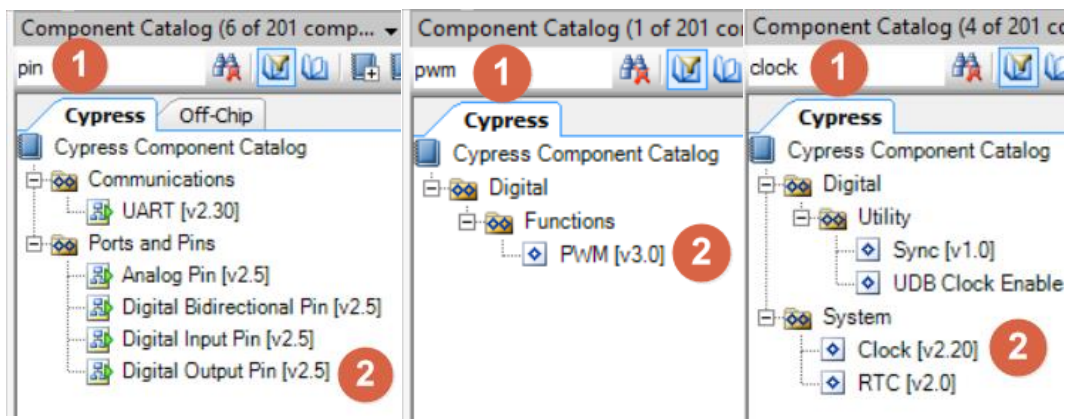 Component Catalog (6 of 201 comp...
pin 1
Cypress Off-Chip
Cypress Component Catalog
Communications
UART [v2.30]
Ports and Pins
Analog Pin [v2.5]
Digital Bidirectional Pin [v2.5]
Digital Input Pin [v2.5]
Digital Output Pin [v2.5] 2
Component Catalog (1 of 201 co
pwm 1
Cypress
Cypress Component Catalog
Digital
Functions
PWM [v3.0] 2
Component Catalog (4 of 201 co
clock 1
Cypress
Cypress Component Catalog
Digital
Utility
Sync [v1.0]
UDB Clock Enable
System
Clock [v2.20] 2
RTC [v2.0]